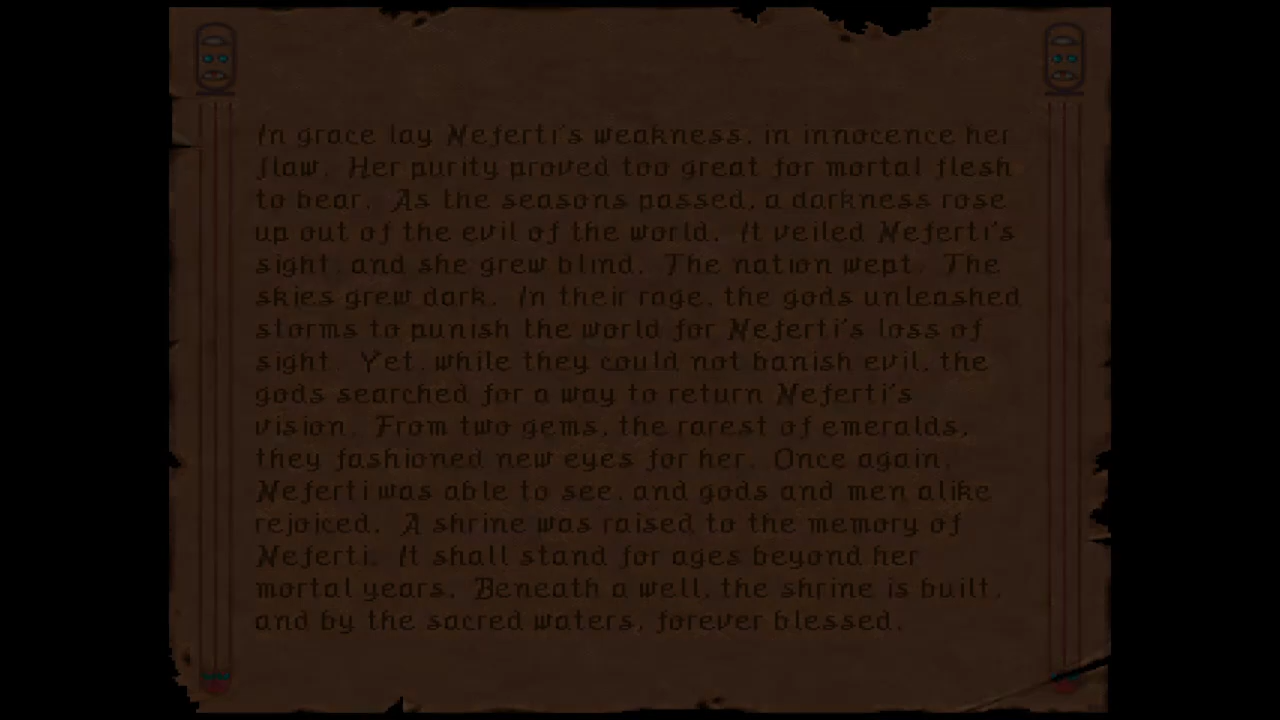 In grace lay Neferti's weakness, in innocence her
flaw. Her purity proved too great for mortal flesh
to bear. As the seasons passed, a darkness rose
up out of the evil of the world. It veiled Neferti's
sight, and she grew blind. The nation wept. The
skies grew dark. In their rage, the gods unleashed
storms to punish the world for Neferti's loss of
sight. Yet, while they could not banish evil, the
gods searched for a way to return Neferti's
vision. From two gems, the rarest of emeralds,
they fashioned new eyes for her. Once again,
Neferti was able to see, and gods and men alike
rejoiced. A shrine was raised to the memory of
Neferti. It shall stand for ages beyond her
mortal years. Beneath a well, the shrine is built,
and by the sacred waters, forever blessed.